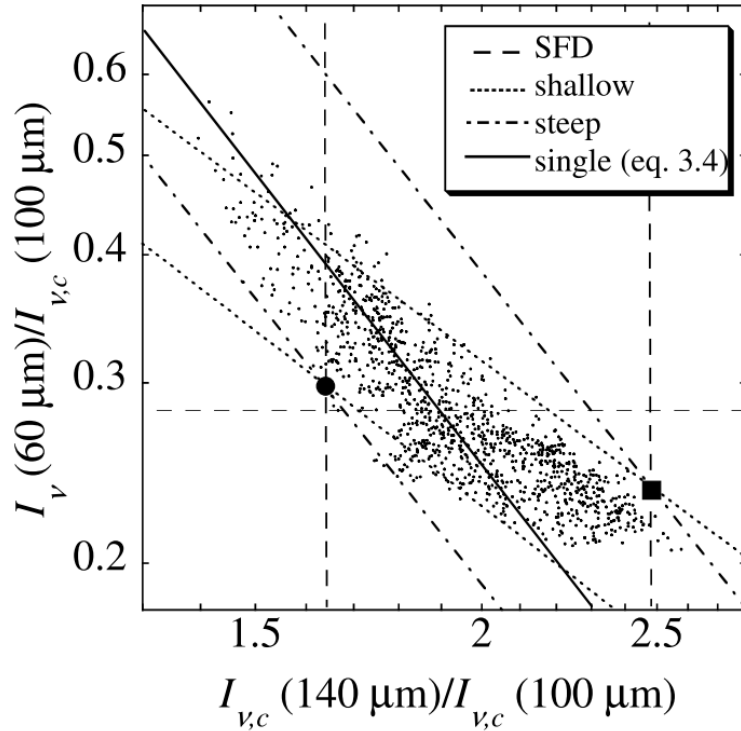 SFD
shallow
steep
single (eq. 3.4)
0.6
0.5
0.4
0.3
0.2
1.5
2
2.5
I_ν (60 μm)/I_ν,c (100 μm)
I_ν,c (140 μm)/I_ν,c (100 μm)